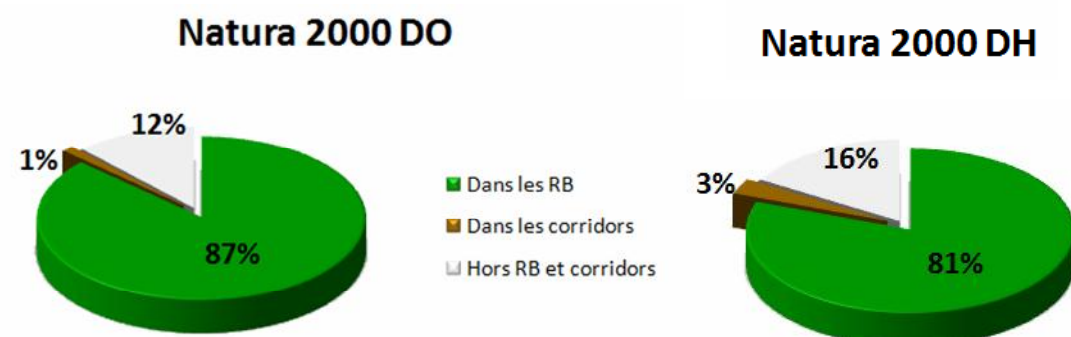 Natura 2000 DO
12%
1%
87%
Dans les RB
Dans les corridors
Hors RB et corridors
Natura 2000 DH
16%
3%
81%